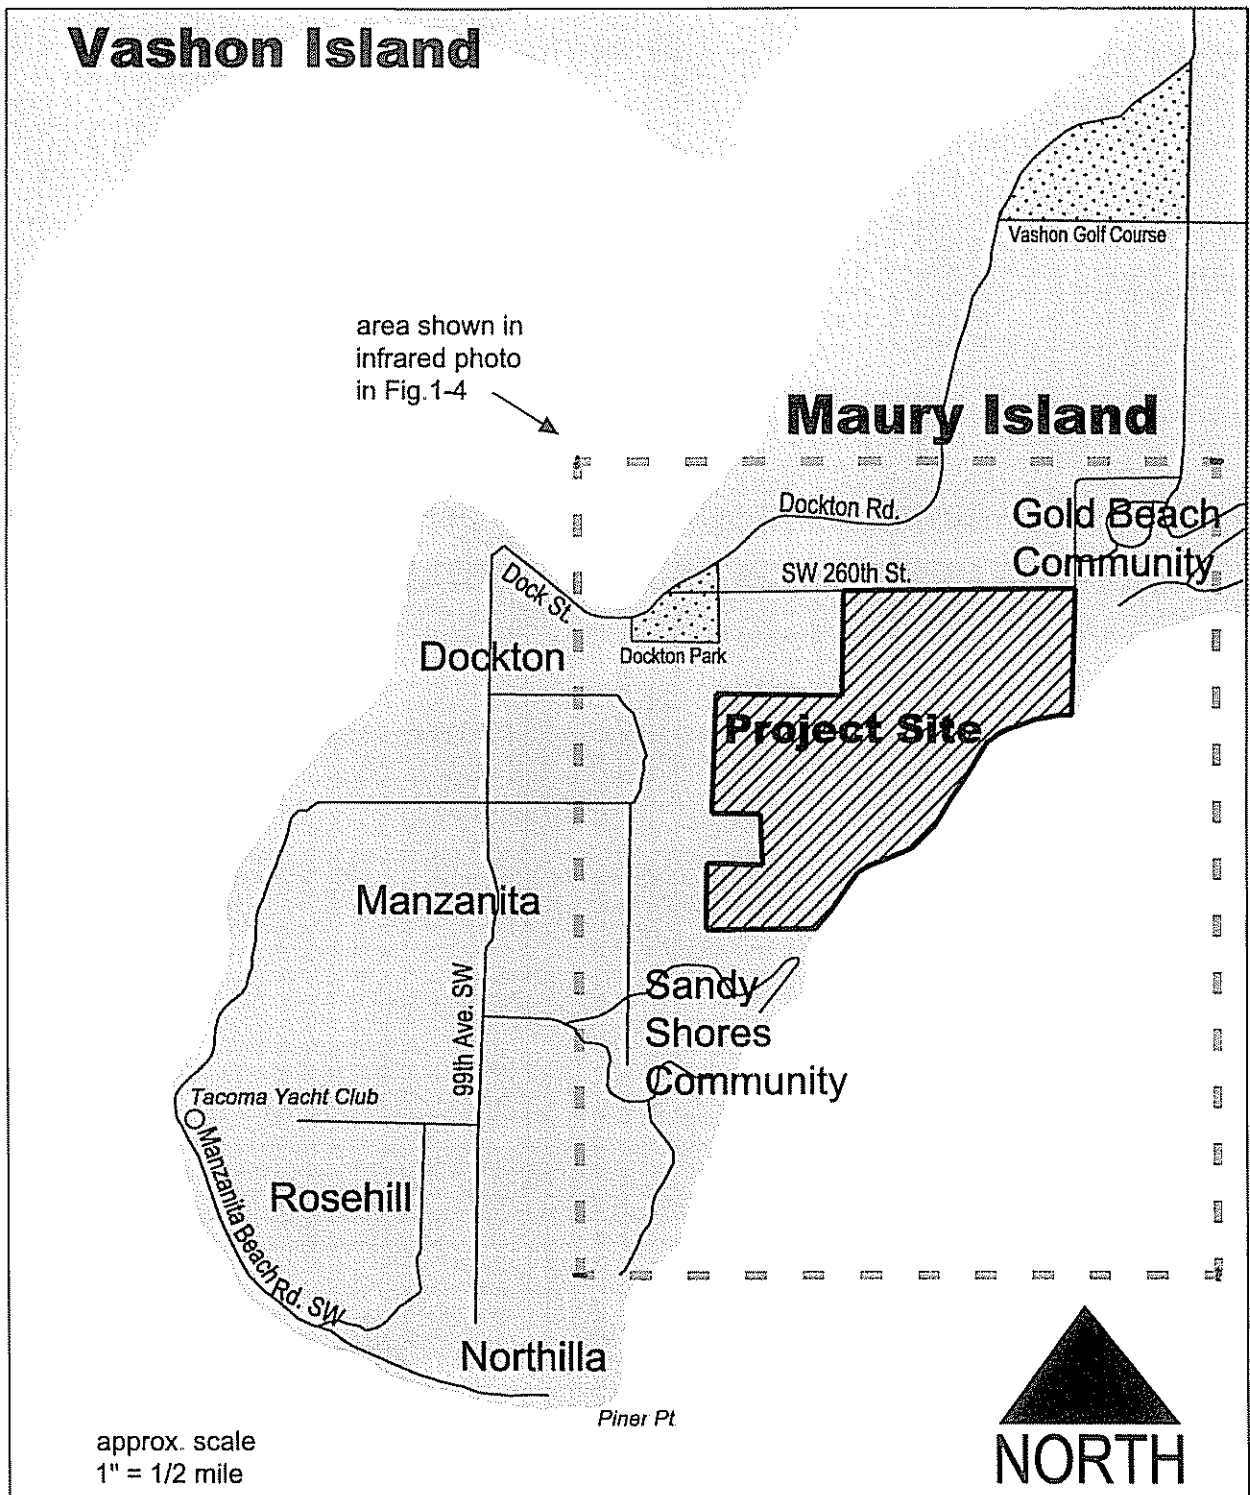 Vashon Island
Vashon Golf Course
area shown in
infrared photo
in Fig.1-4
Maury Island
Dockton Rd.
Gold Beach
Community
SW 260th St.
Dock St.
Dockton
Dockton Park
Project Site
Manzanita
99th Ave. SW
Sandy
Shores
Community
Tacoma Yacht Club
Manzanita Beach Rd. SW
Rosehill
Northilla
Piner Pt.
approx. scale
1" = 1/2 mile
NORTH